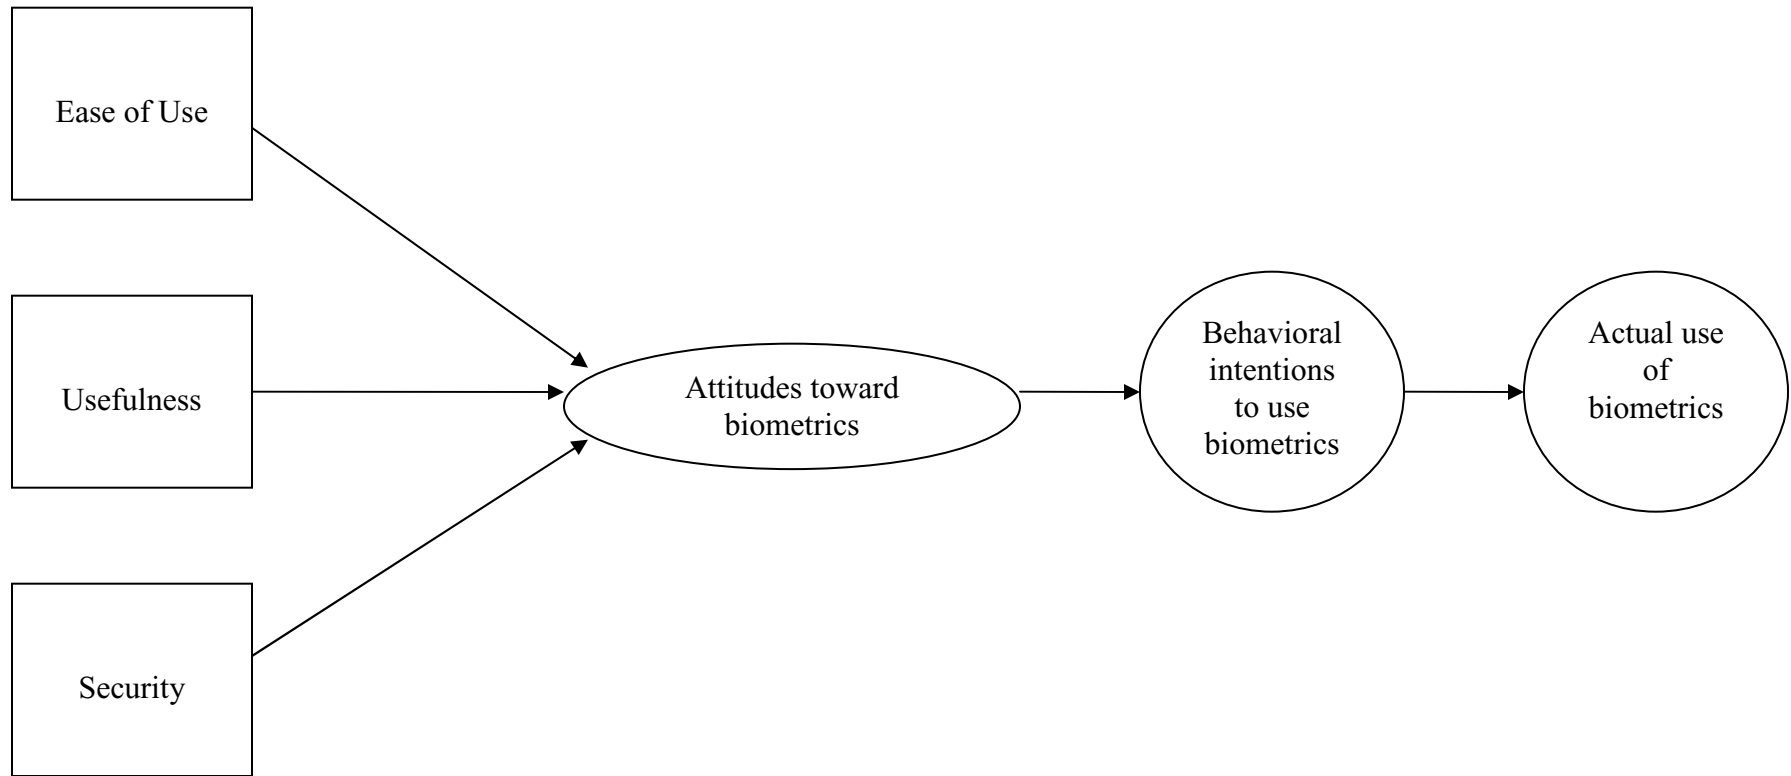 Ease of Use
Usefulness
Security
Attitudes toward
biometrics
Behavioral
intentions
to use
biometrics
Actual use
of
biometrics